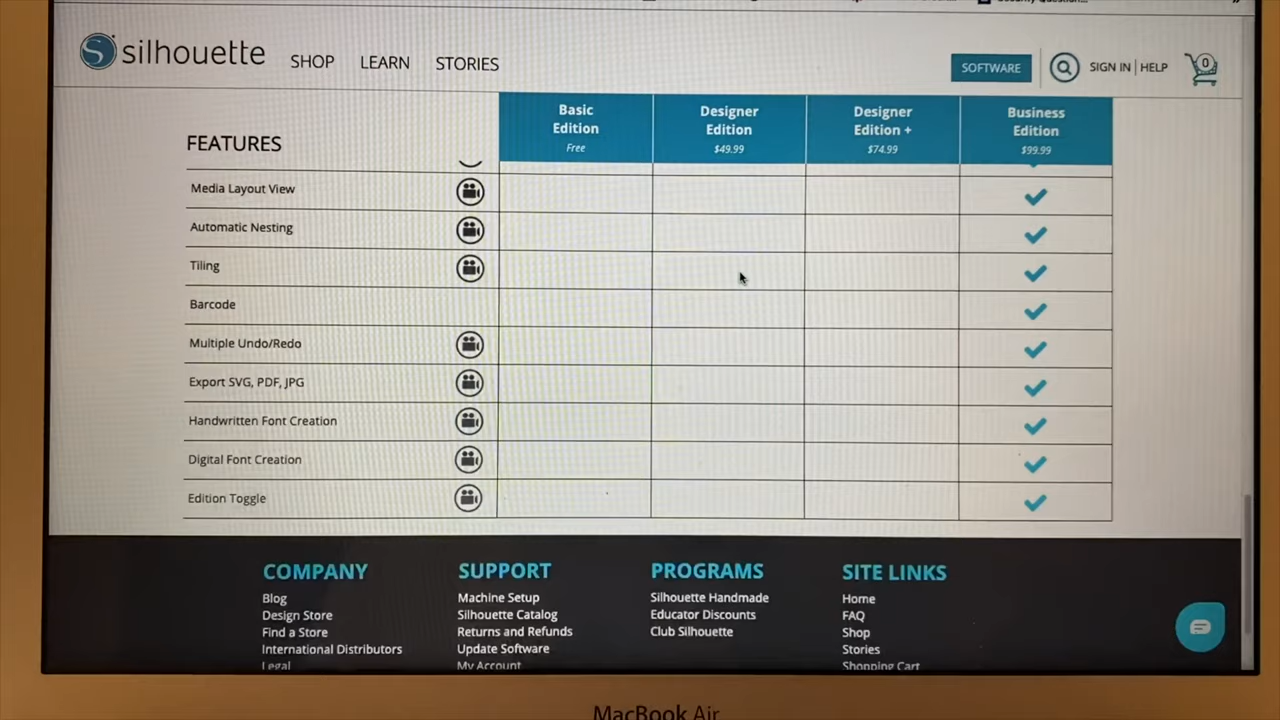 silhouette SHOP LEARN STORIES SOFTWARE SIGN IN | HELP 0
FEATURES
Basic Edition Free
Designer Edition $49.99
Designer Edition + $74.99
Business Edition $99.99
Media Layout View
Automatic Nesting
Tiling
Barcode
Multiple Undo/Redo
Export SVG, PDF, JPG
Handwritten Font Creation
Digital Font Creation
Edition Toggle
COMPANY
Blog
Design Store
Find a Store
International Distributors
Legal
SUPPORT
Machine Setup
Silhouette Catalog
Returns and Refunds
Update Software
My Account
PROGRAMS
Silhouette Handmade
Educator Discounts
Club Silhouette
SITE LINKS
Home
FAQ
Shop
Stories
Shopping Cart
MacBook Air